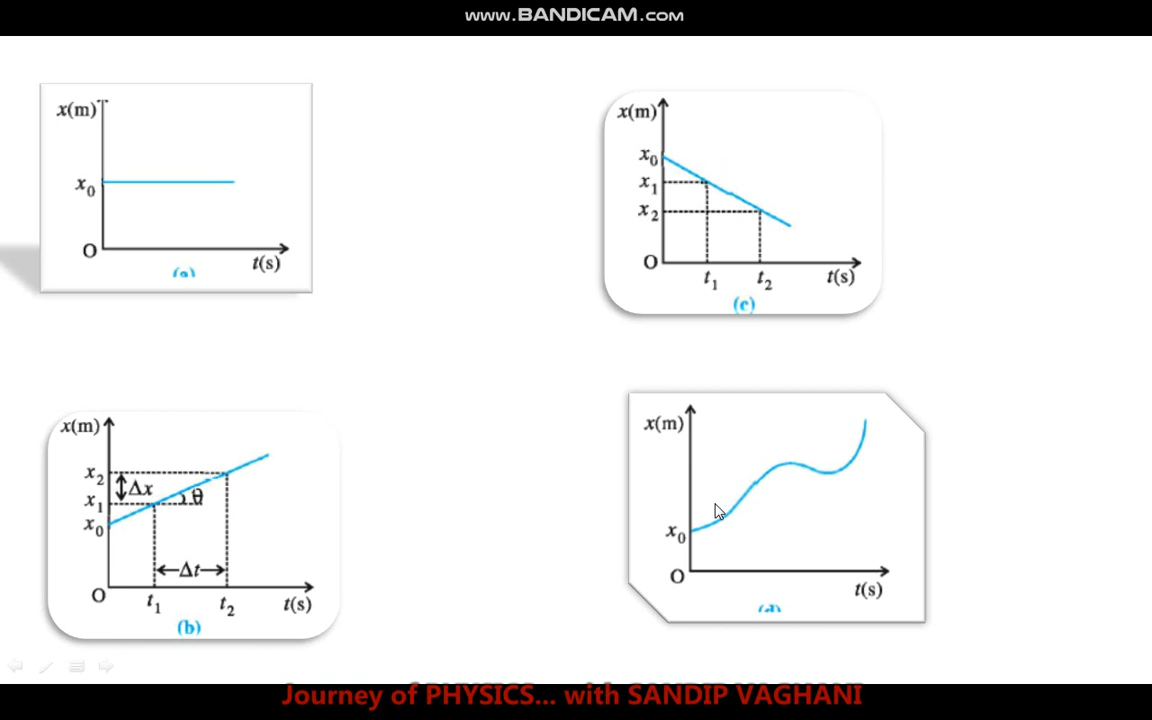 www.BANDICAM.com
x(m)
x0
O
t(s)
(a)
x(m)
x0
x1
x2
O
t1
t2
t(s)
(c)
x(m)
x2
Δx
x1
θ
x0
Δt
O
t1
t2
t(s)
(b)
x(m)
x0
O
t(s)
(d)
Journey of PHYSICS... with SANDIP VAGHANI